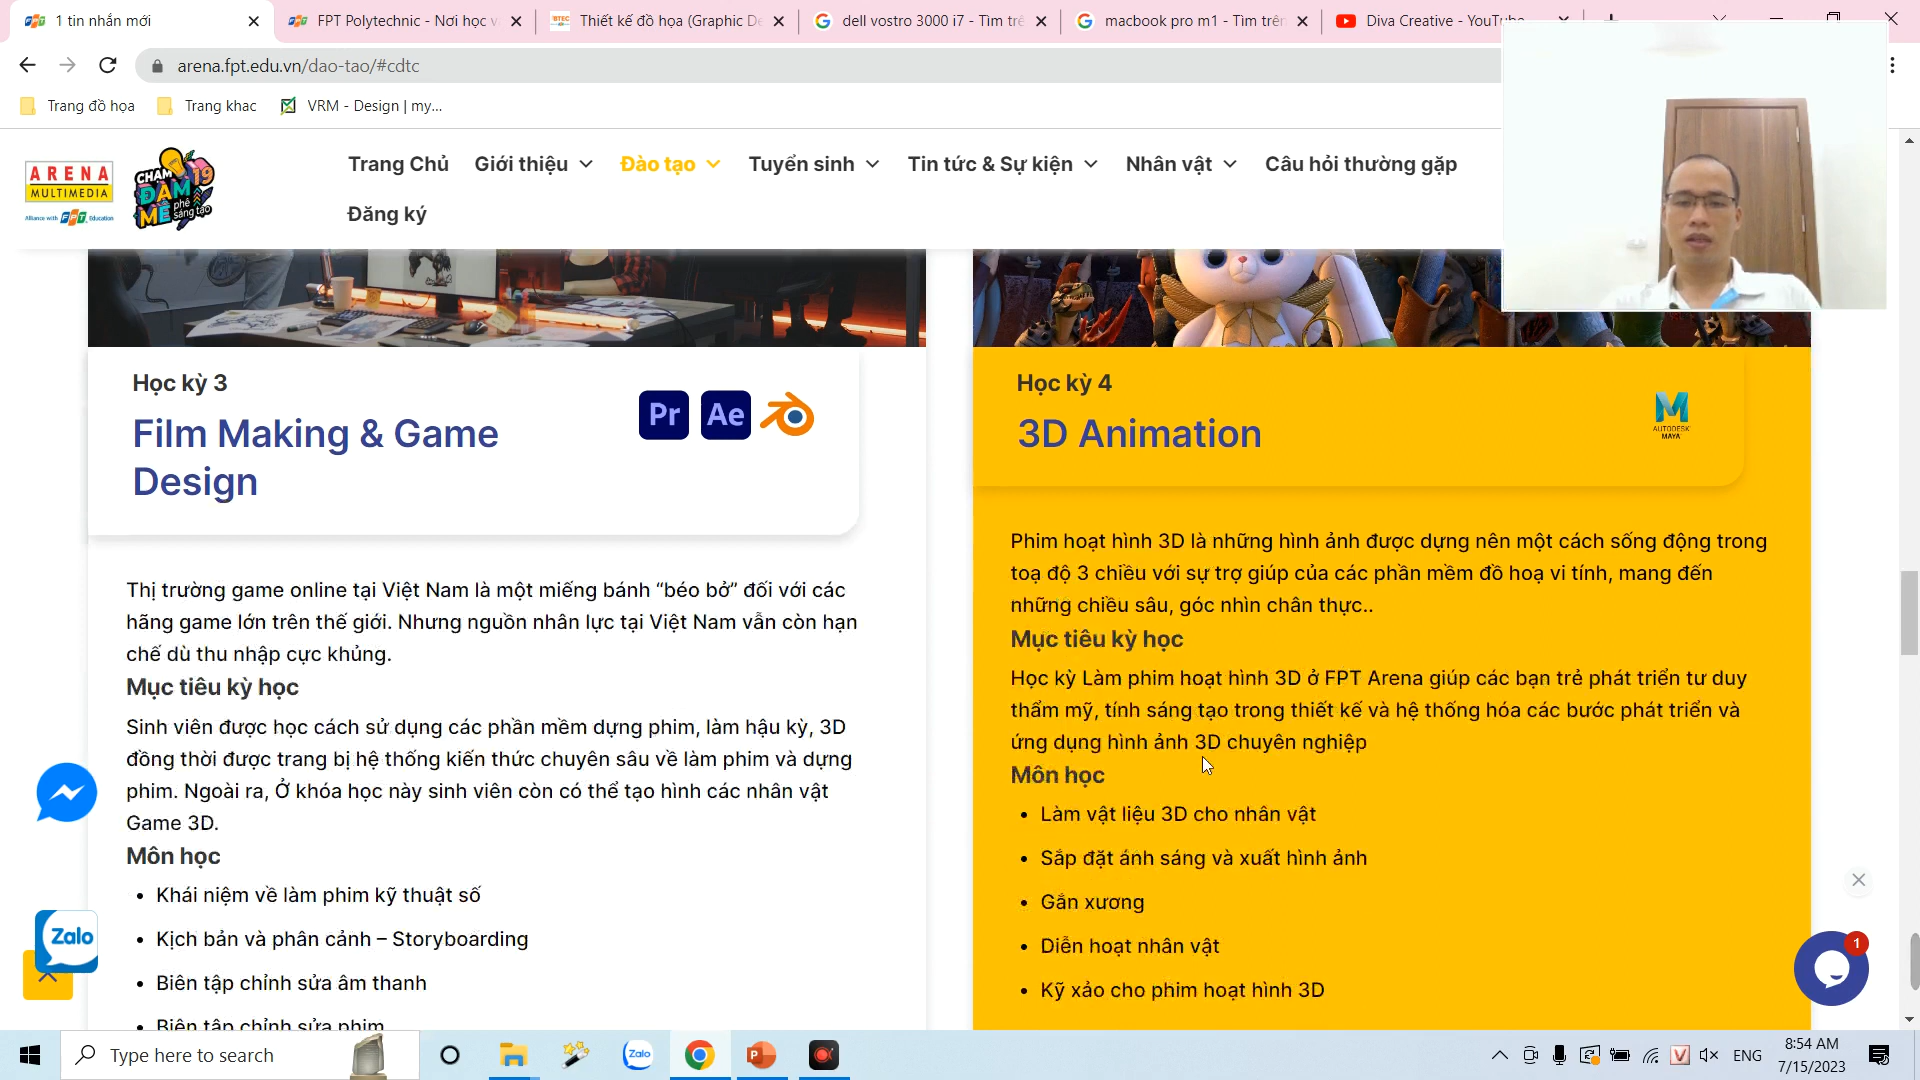 1 tin nhắn mới
FPT Polytechnic - Nơi học v
BTEC
Thiết kế đồ họa (Graphic De
dell vostro 3000 i7 - Tìm trê
macbook pro m1 - Tìm trên
Diva Creative - YouTube
arena.fpt.edu.vn/dao-tao/#cdtc
Trang đồ họa
Trang khac
VRM - Design | my...
ARENA
MULTIMEDIA
Alliance with FPT Education
CHẠM 19
ĐAM
MÊ phê
sáng tạo
Trang Chủ
Giới thiệu
Đào tạo
Tuyển sinh
Tin tức & Sự kiện
Nhân vật
Câu hỏi thường gặp
Đăng ký
Học kỳ 3
Film Making & Game
Design
Pr
Ae
Thị trường game online tại Việt Nam là một miếng bánh “béo bở” đối với các
hãng game lớn trên thế giới. Nhưng nguồn nhân lực tại Việt Nam vẫn còn hạn
chế dù thu nhập cực khủng.
Mục tiêu kỳ học
Sinh viên được học cách sử dụng các phần mềm dựng phim, làm hậu kỳ, 3D
đồng thời được trang bị hệ thống kiến thức chuyên sâu về làm phim và dựng
phim. Ngoài ra, Ở khóa học này sinh viên còn có thể tạo hình các nhân vật
Game 3D.
Môn học
• Khái niệm về làm phim kỹ thuật số
• Kịch bản và phân cảnh – Storyboarding
• Biên tập chỉnh sửa âm thanh
• Biên tập chỉnh sửa phim
Học kỳ 4
3D Animation
M
AUTODESK
MAYA
Phim hoạt hình 3D là những hình ảnh được dựng nên một cách sống động trong
toạ độ 3 chiều với sự trợ giúp của các phần mềm đồ hoạ vi tính, mang đến
những chiều sâu, góc nhìn chân thực..
Mục tiêu kỳ học
Học kỳ Làm phim hoạt hình 3D ở FPT Arena giúp các bạn trẻ phát triển tư duy
thẩm mỹ, tính sáng tạo trong thiết kế và hệ thống hóa các bước phát triển và
ứng dụng hình ảnh 3D chuyên nghiệp
Môn học
• Làm vật liệu 3D cho nhân vật
• Sắp đặt ánh sáng và xuất hình ảnh
• Gắn xương
• Diễn hoạt nhân vật
• Kỹ xảo cho phim hoạt hình 3D
Zalo
1
Type here to search
Zalo
ENG
8:54 AM
7/15/2023